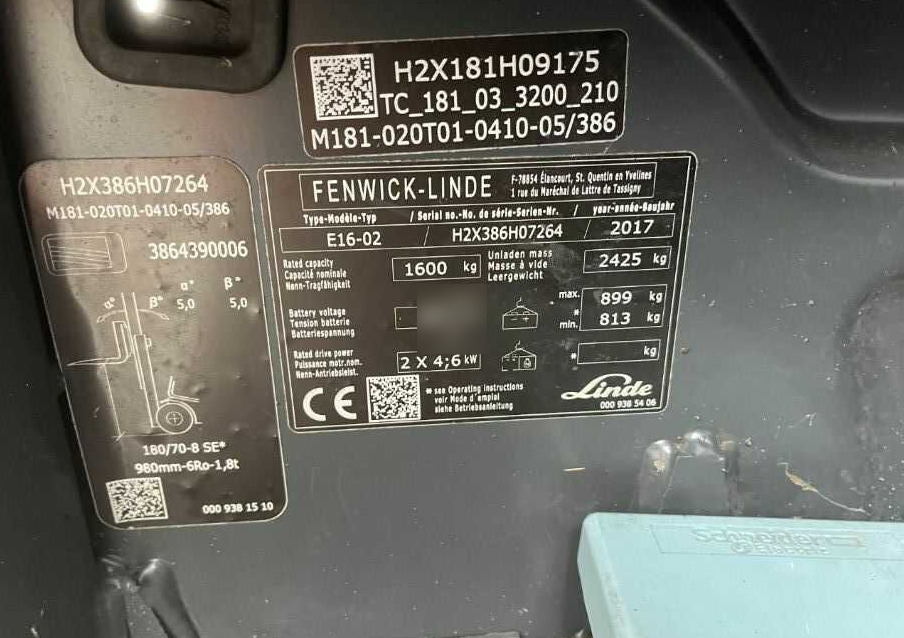 H2X181H09175
TC_181_03_3200_210
M181-020T01-0410-05/386
H2X386H07264
M181-020T01-0410-05/386
3864390006
α° β° α° β°
5,0 5,0
180/70-8 SE*
980mm-6Ro-1,8t
000 938 15 10
FENWICK-LINDE
F-78854 Élancourt, St. Quentin en Yvelines
1 rue du Maréchal de Lattre de Tassigny
Type-Modèle-Typ / Serial no.-No. de série-Serien-Nr. / year-année-Baujahr
E16-02 / H2X386H07264 / 2017
Rated capacity
Capacité nominale
Nenn-Tragfähigkeit
1600 kg
Unladen mass
Masse à vide
Leergewicht
2425 kg
Battery voltage
Tension batterie
Batteriespannung
max. 899 kg
*
min. 813 kg
Rated drive power
Puissance motr.nom.
Nenn-Antriebsleist.
2 X 4;6 kW
* kg
CE
* see Operating instructions
voir Mode d'emploi
siehe Betriebsanleitung
Linde
000 938 54 06
Schneider
Electric